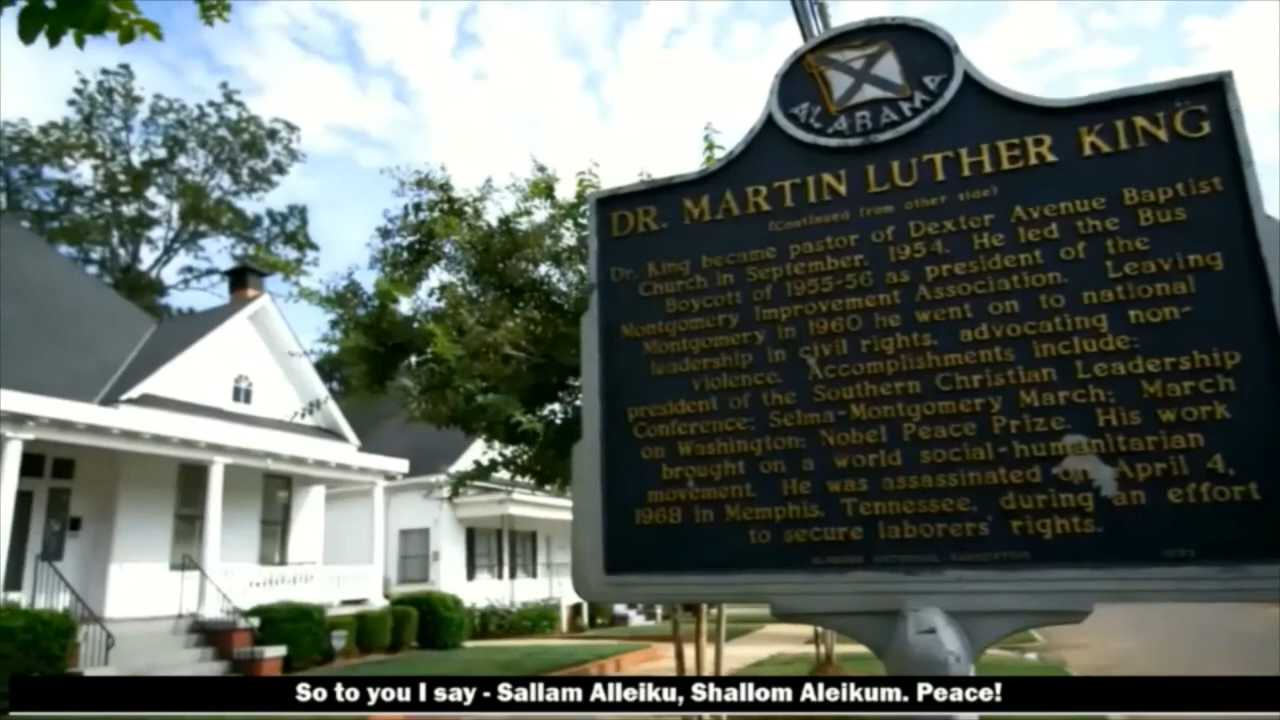 ALABAMA
DR. MARTIN LUTHER KING
(Continued from other side)
Dr. King became pastor of Dexter Avenue Baptist
Church in September, 1954. He led the Bus
Boycott of 1955-56 as president of the
Montgomery Improvement Association. Leaving
Montgomery in 1960 he went on to national
leadership in civil rights, advocating non-
violence. Accomplishments include:
president of the Southern Christian Leadership
Conference; Selma-Montgomery March; March
on Washington; Nobel Peace Prize. His work
brought on a world social-humanitarian
movement. He was assassinated on April 4,
1968 in Memphis, Tennessee, during an effort
to secure laborers' rights.
So to you I say - Sallam Alleiku, Shallom Aleikum. Peace!